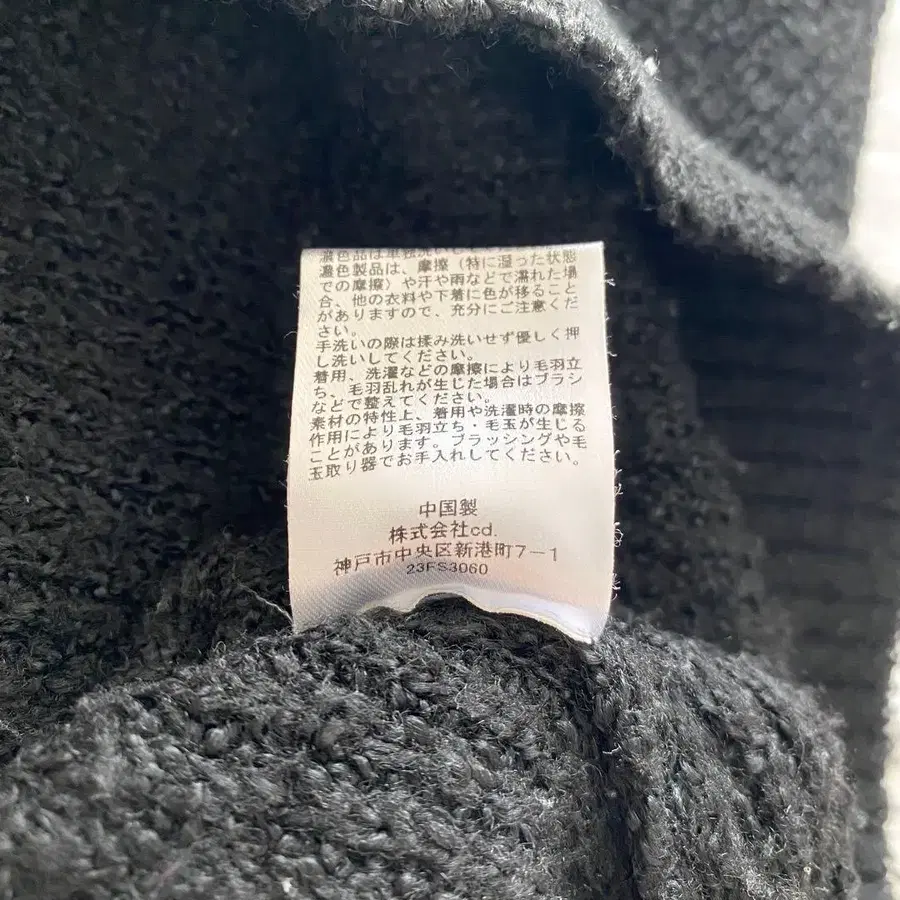 濃色品は単独洗い
濃色製品は、摩擦（特に湿った状態
での摩擦）や汗や雨などで濡れた場
合、他の衣料や下着に色が移ること
がありますので、充分にご注意くだ
さい。
手洗いの際は揉み洗いせず優しく押
し洗いしてください。
着用、洗濯などの摩擦により毛羽立
ち、毛羽乱れが生じた場合はブラシ
などで整えてください。
素材の特性上、着用や洗濯時の摩擦
作用により毛羽立ち・毛玉が生じる
ことがあります。ブラッシングや毛
玉取り器でお手入れしてください。
中国製
株式会社cd.
神戸市中央区新港町7-1
23FS3060